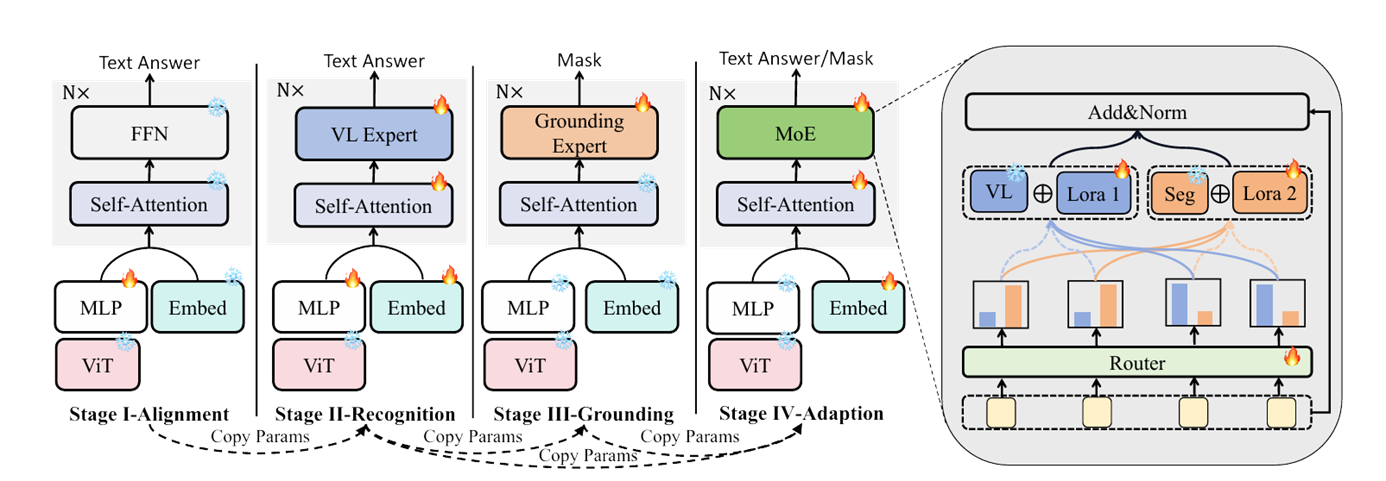 Text Answer
N×
FFN
Self-Attention
MLP
Embed
ViT
Stage I-Alignment
Text Answer
N×
VL Expert
Self-Attention
MLP
Embed
ViT
Stage II-Recognition
Mask
N×
Grounding
Expert
Self-Attention
MLP
Embed
ViT
Stage III-Grounding
Text Answer/Mask
N×
MoE
Self-Attention
MLP
Embed
ViT
Stage IV-Adaption
Copy Params
Copy Params
Copy Params
Copy Params
Add&Norm
VL
Lora 1
Seg
Lora 2
Router